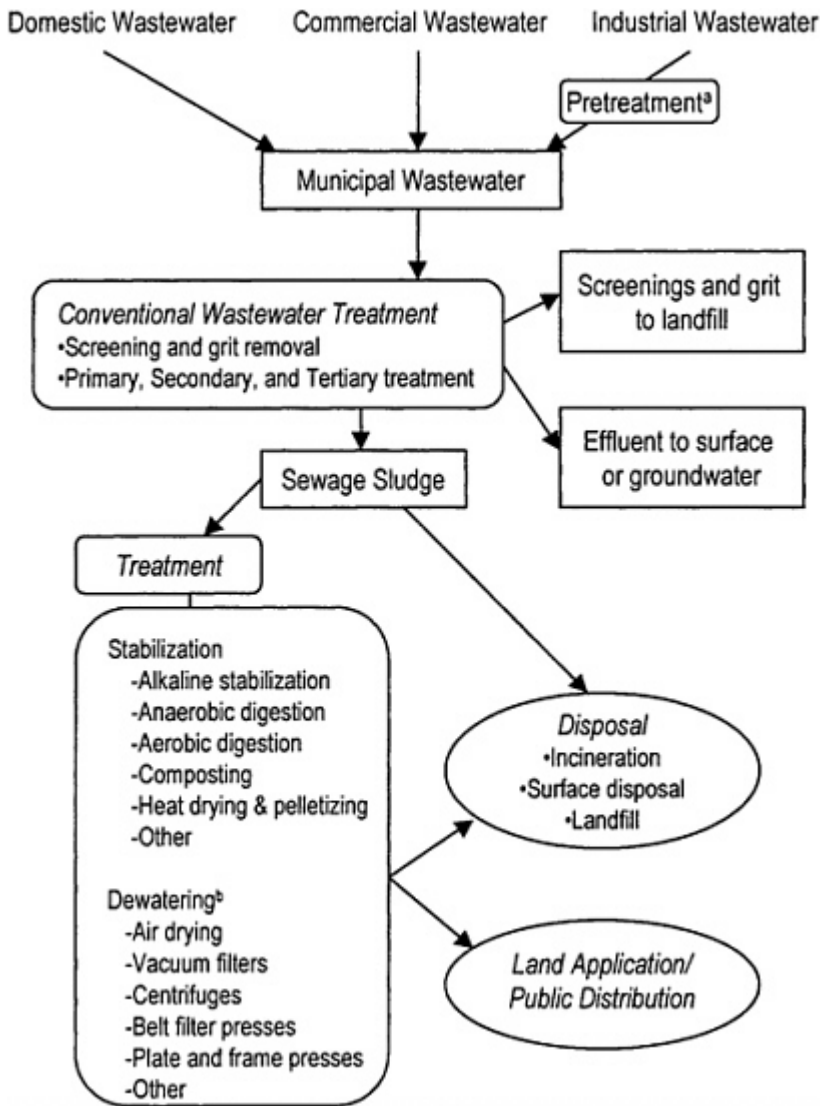 Domestic Wastewater
Commercial Wastewater
Industrial Wastewater
Pretreatmentᵃ
Municipal Wastewater
Conventional Wastewater Treatment
•Screening and grit removal
•Primary, Secondary, and Tertiary treatment
Screenings and grit
to landfill
Effluent to surface
or groundwater
Sewage Sludge
Treatment
Stabilization
-Alkaline stabilization
-Anaerobic digestion
-Aerobic digestion
-Composting
-Heat drying & pelletizing
-Other
Dewateringᵇ
-Air drying
-Vacuum filters
-Centrifuges
-Belt filter presses
-Plate and frame presses
-Other
Disposal
•Incineration
•Surface disposal
•Landfill
Land Application/
Public Distribution